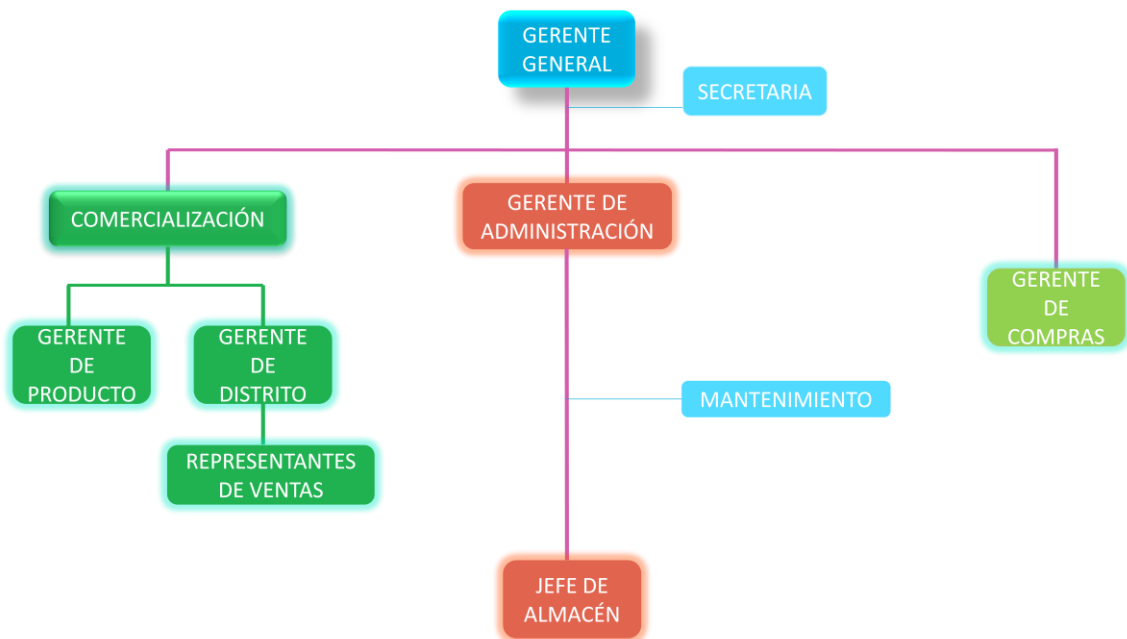 GERENTE
GENERAL
SECRETARIA
COMERCIALIZACIÓN
GERENTE DE
ADMINISTRACIÓN
GERENTE
DE
COMPRAS
GERENTE
DE
PRODUCTO
GERENTE
DE
DISTRITO
MANTENIMIENTO
REPRESENTANTES
DE VENTAS
JEFE DE
ALMACÉN